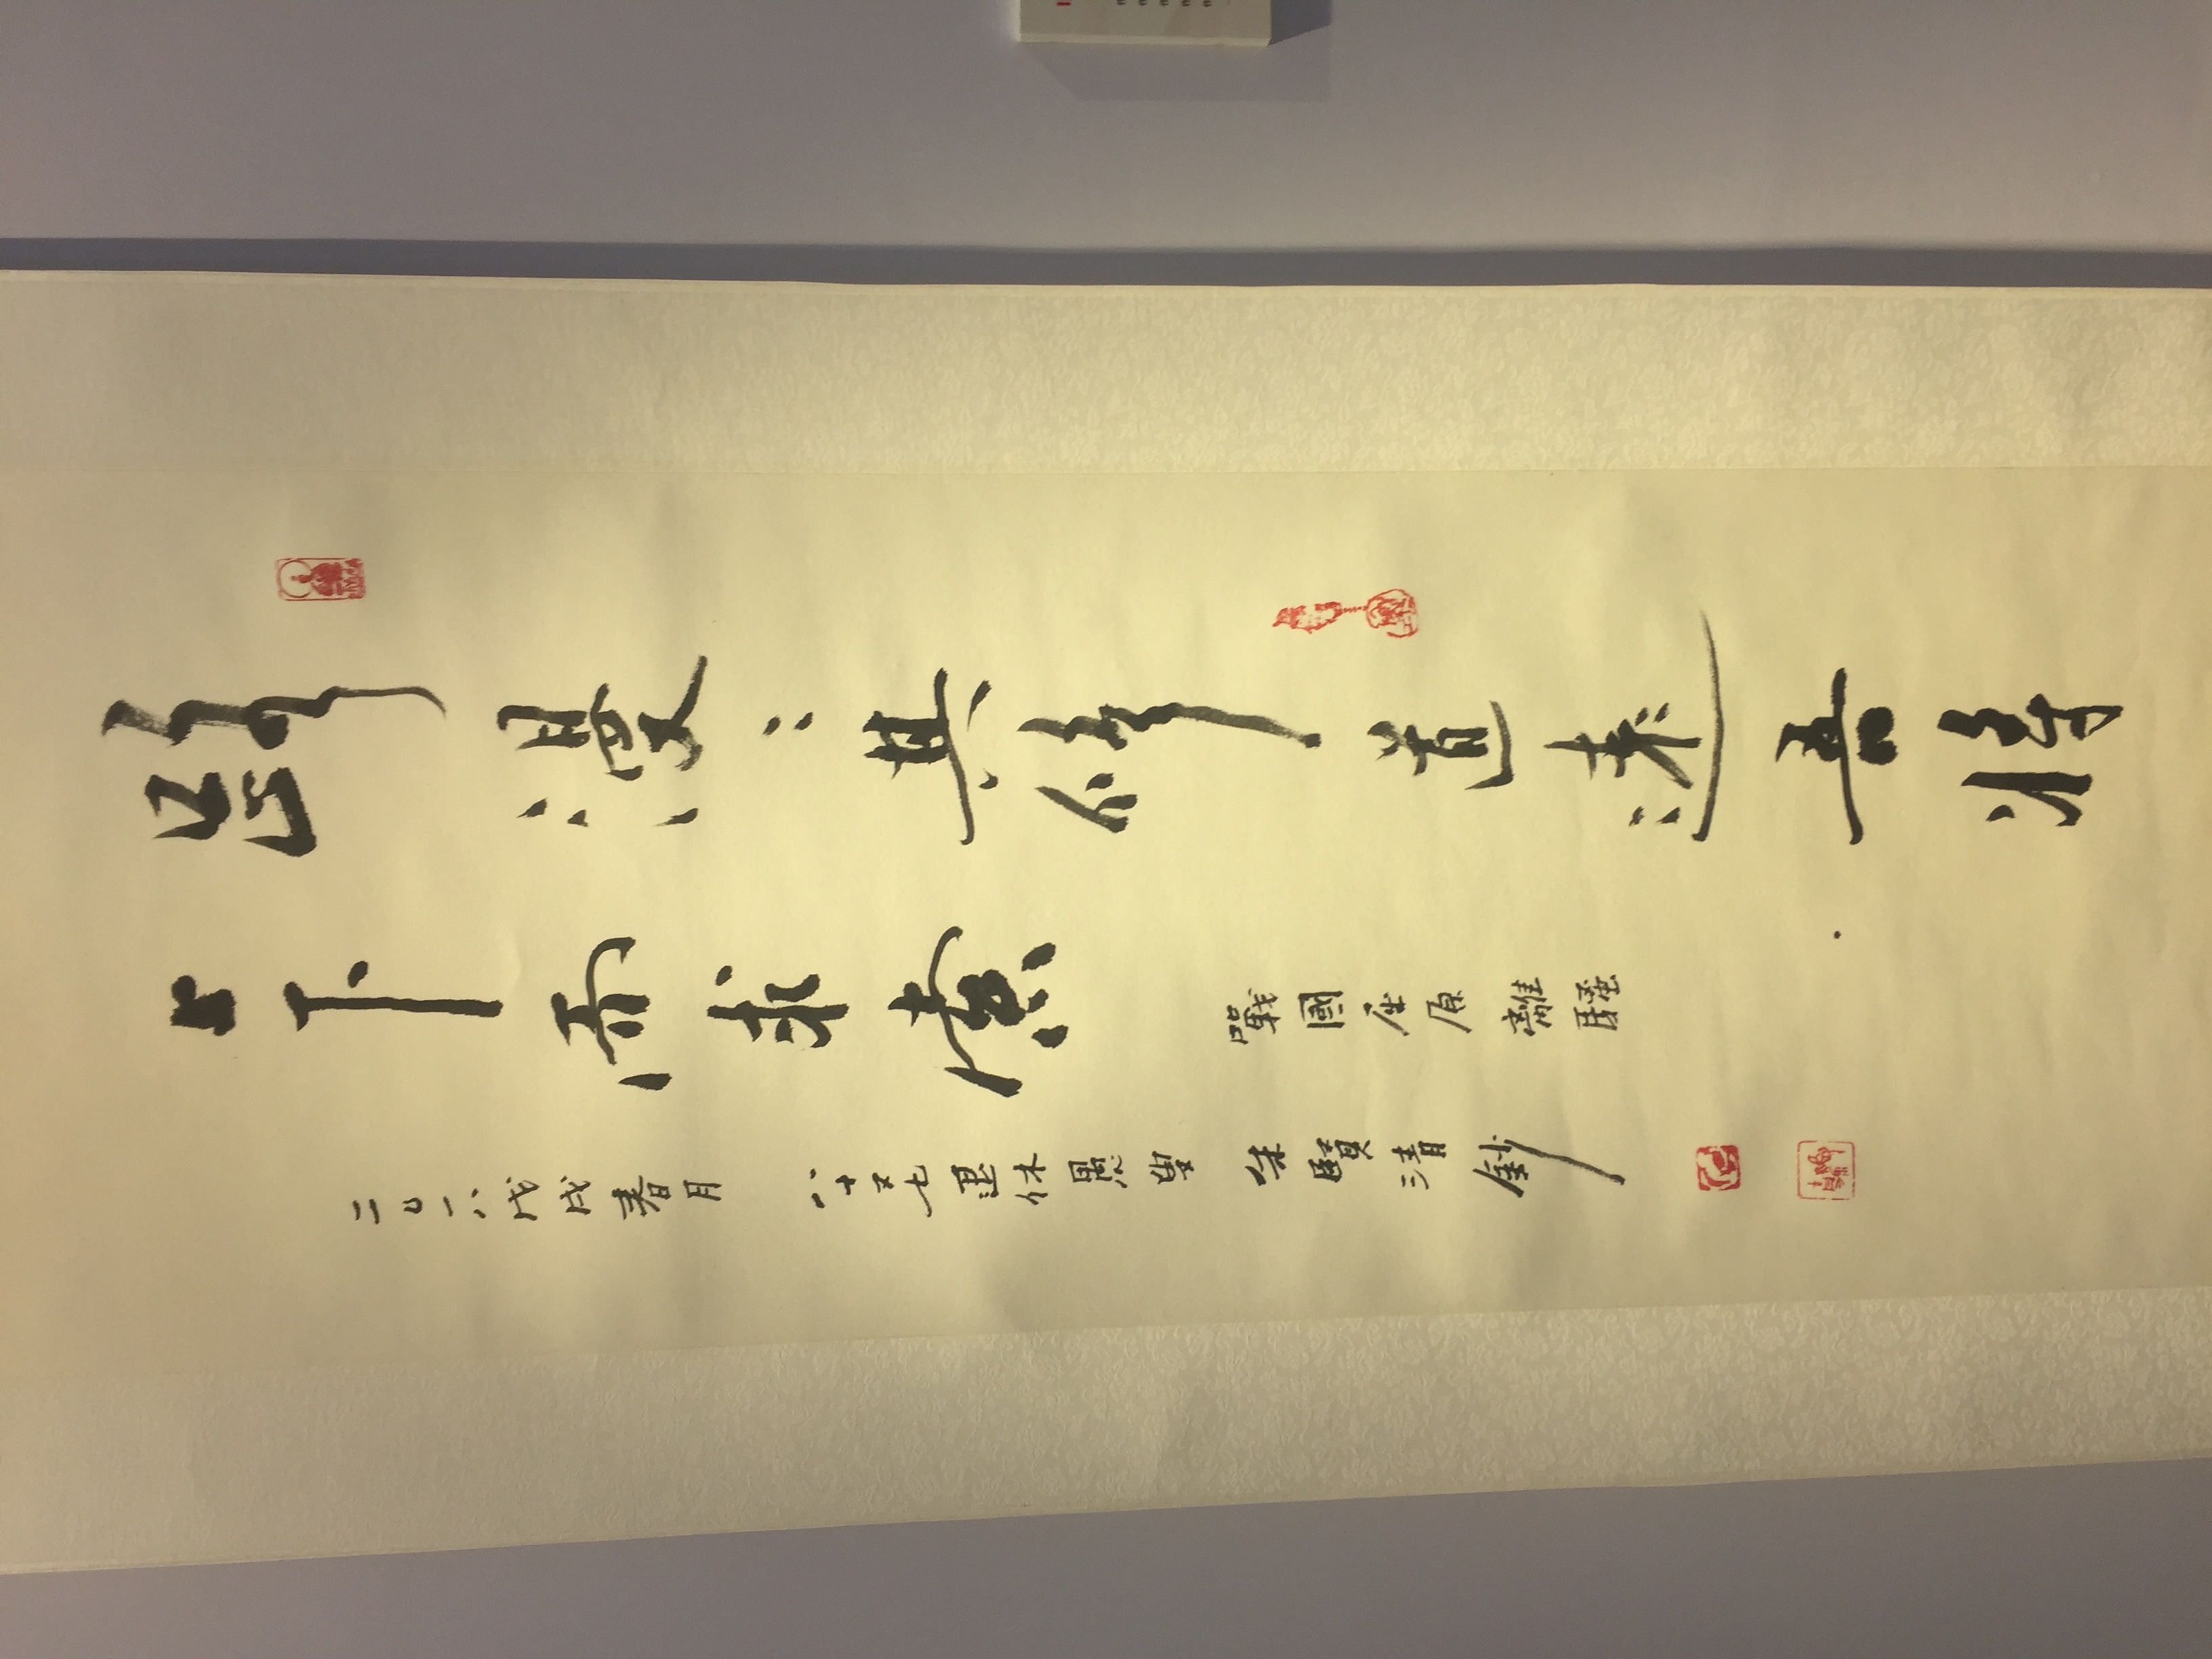 路漫〻其修道遠吾將
上下而求索 戰國屈原離騷
二〇一八戊戌春月 八十又七退休愚叟 朱賢清鈔